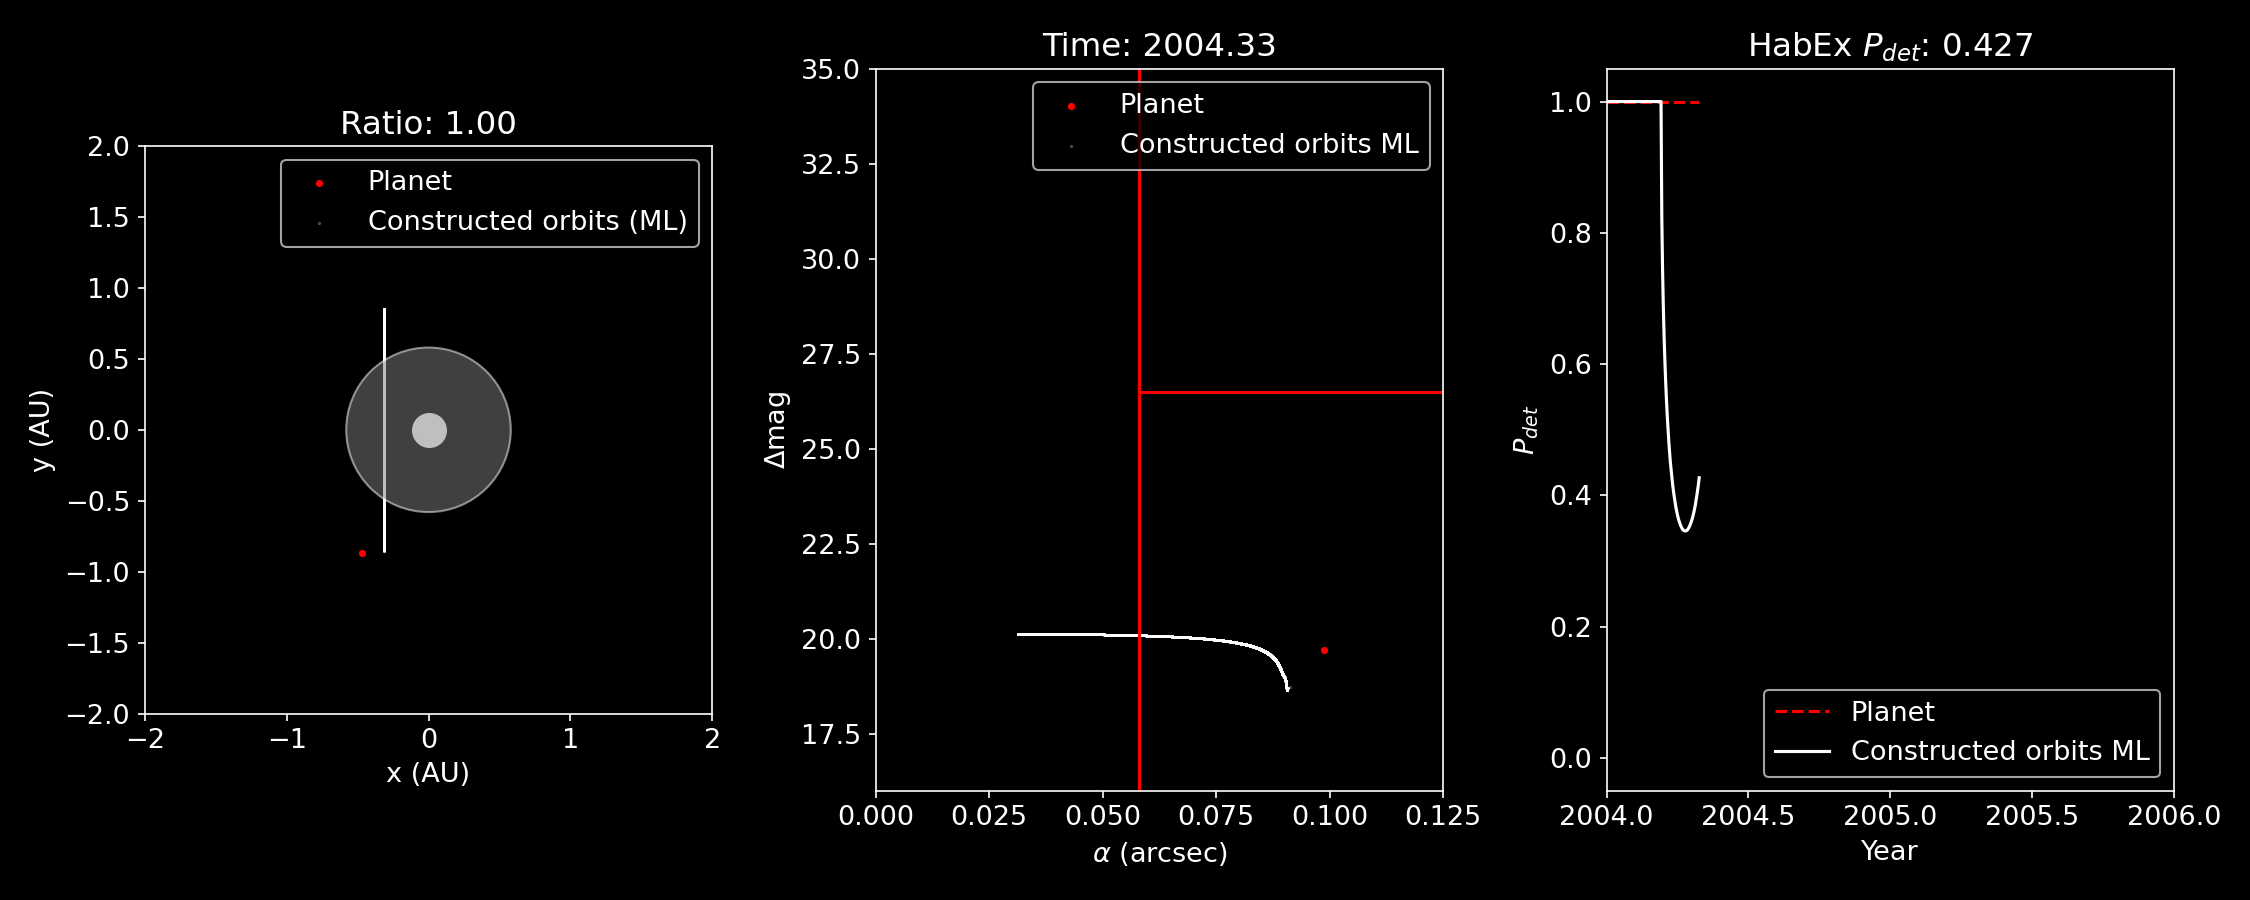 Ratio: 1.00
Planet
Constructed orbits (ML)
2.0
1.5
1.0
0.5
0.0
−0.5
−1.0
−1.5
−2.0
y (AU)
−2
−1
0
1
2
x (AU)
Time: 2004.33
Planet
Constructed orbits ML
35.0
32.5
30.0
27.5
25.0
22.5
20.0
17.5
Δmag
0.000
0.025
0.050
0.075
0.100
0.125
α (arcsec)
HabEx P_{det}: 0.427
1.0
0.8
0.6
0.4
0.2
0.0
P_{det}
Planet
Constructed orbits ML
2004.0
2004.5
2005.0
2005.5
2006.0
Year